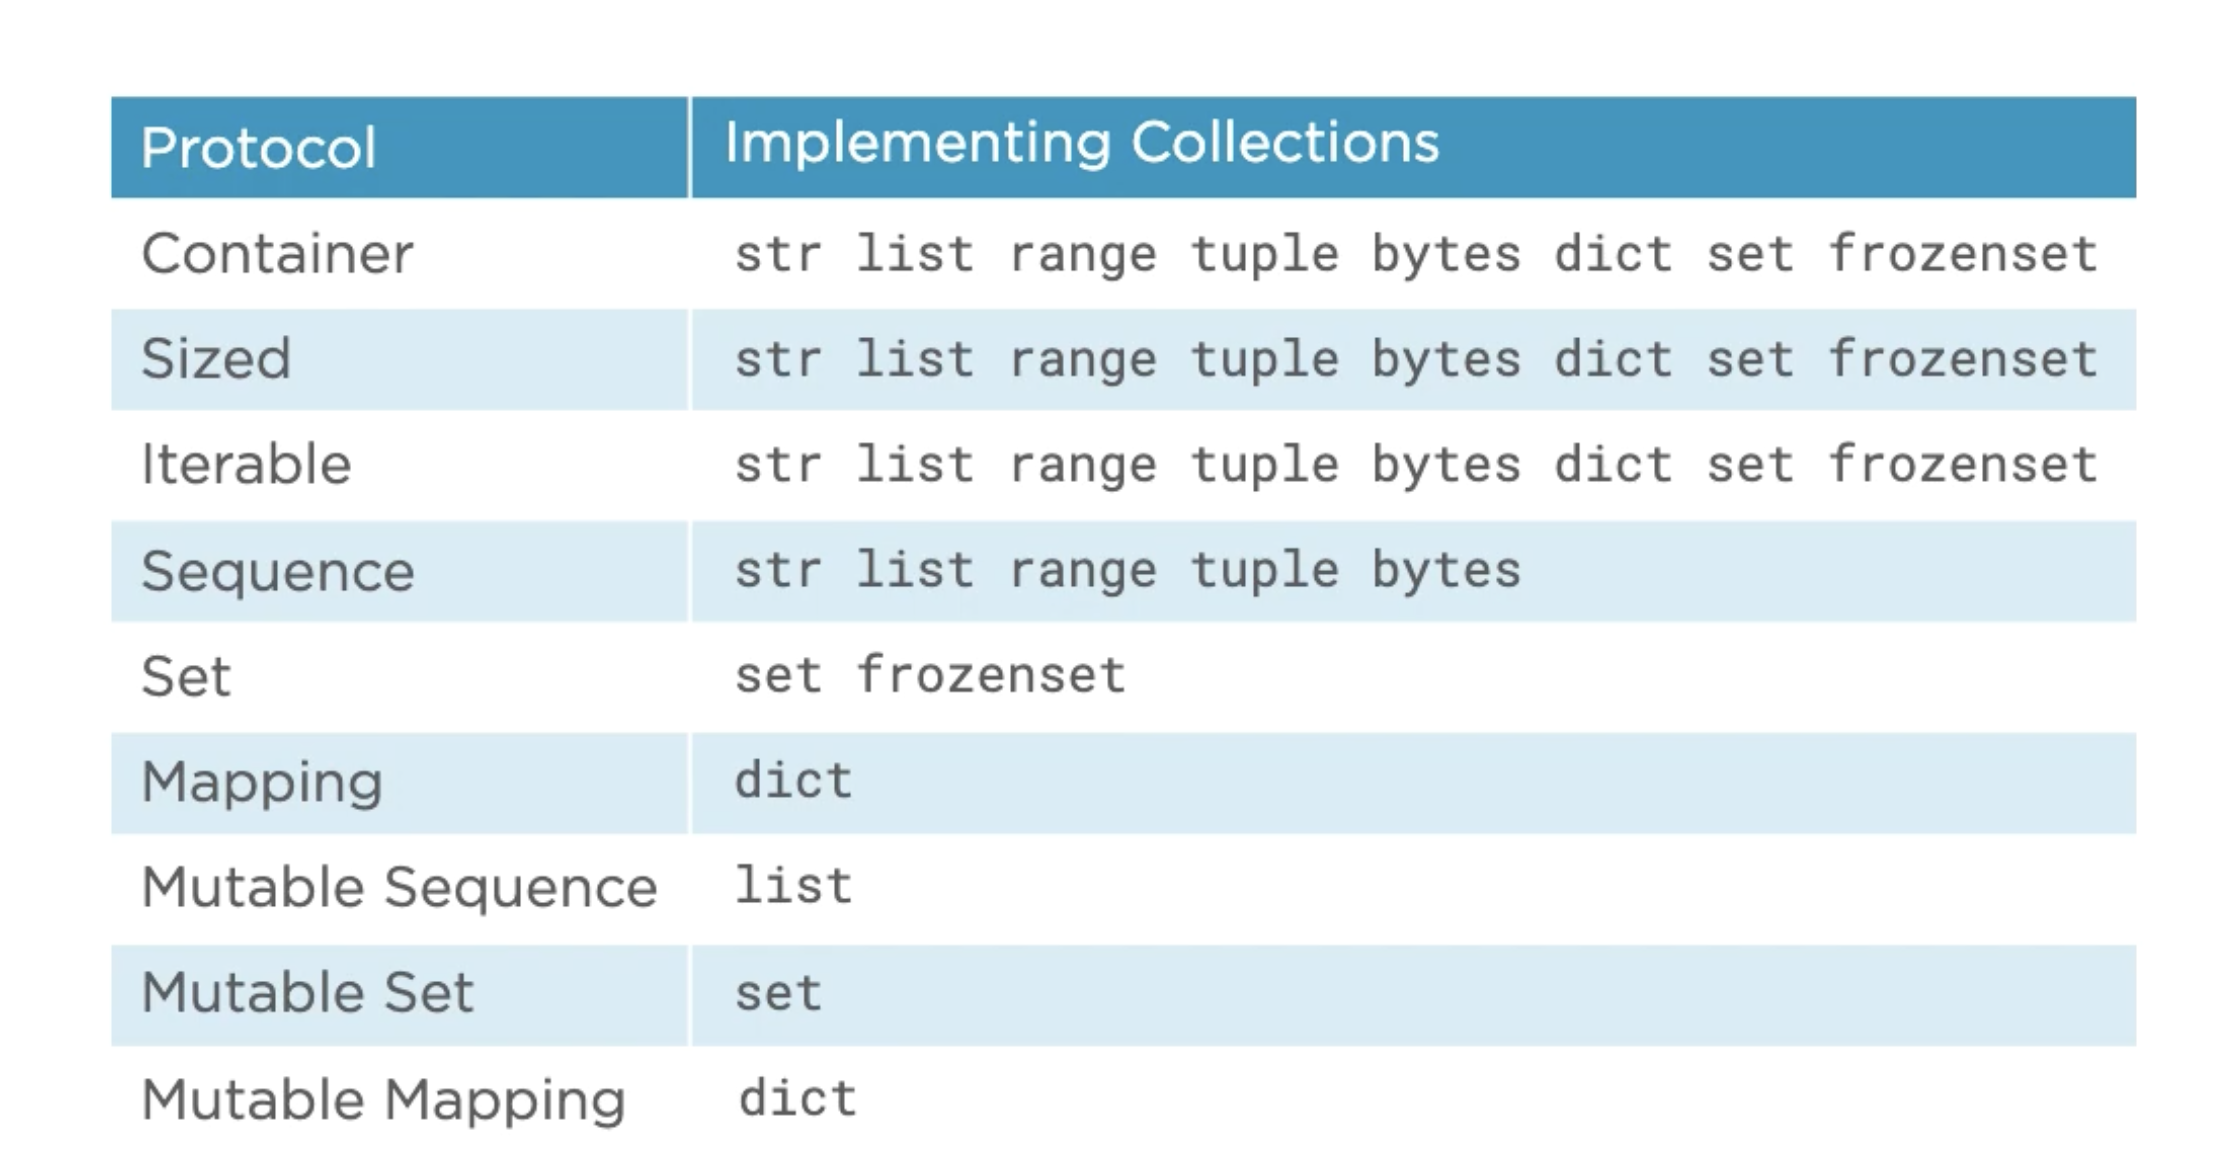 Protocol Implementing Collections
Container str list range tuple bytes dict set frozenset
Sized str list range tuple bytes dict set frozenset
Iterable str list range tuple bytes dict set frozenset
Sequence str list range tuple bytes
Set set frozenset
Mapping dict
Mutable Sequence list
Mutable Set set
Mutable Mapping dict